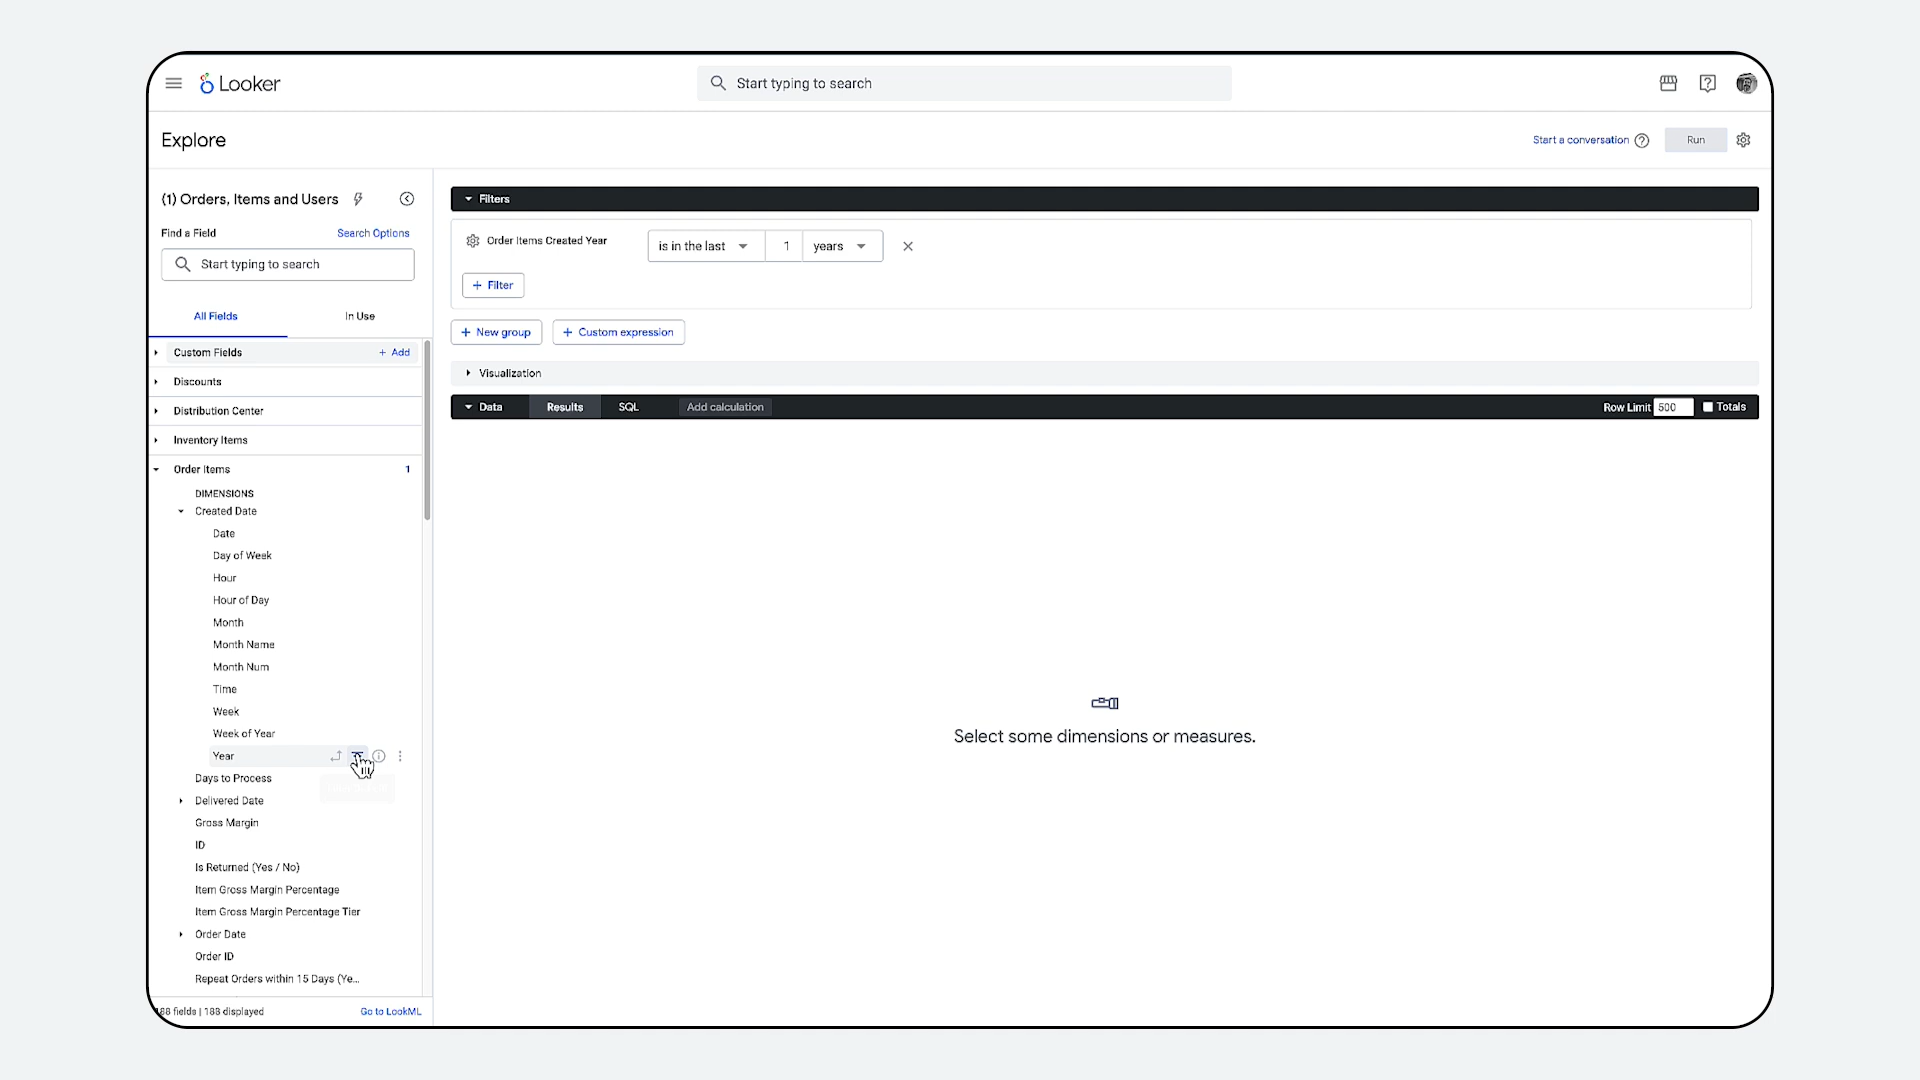 Looker
Start typing to search
Explore
Start a conversation
Run
(1) Orders, Items and Users
Find a Field
Search Options
Start typing to search
All Fields
In Use
Custom Fields
+ Add
Discounts
Distribution Center
Inventory Items
Order Items
1
DIMENSIONS
Created Date
Date
Day of Week
Hour
Hour of Day
Month
Month Name
Month Num
Time
Week
Week of Year
Year
Days to Process
Delivered Date
Gross Margin
ID
Is Returned (Yes / No)
Item Gross Margin Percentage
Item Gross Margin Percentage Tier
Order Date
Order ID
Repeat Orders within 15 Days (Ye...
188 fields | 188 displayed
Go to LookML
Filters
Order Items Created Year
is in the last
1
years
+ Filter
+ New group
+ Custom expression
Visualization
Data
Results
SQL
Add calculation
Row Limit 500
Totals
Select some dimensions or measures.